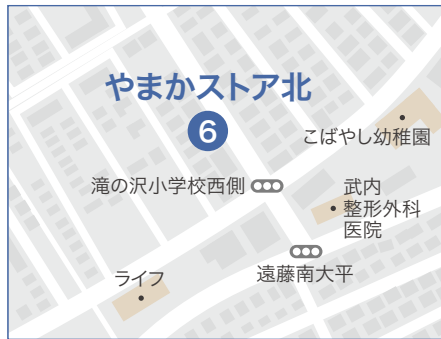 やまかストア北
6
こばやし幼稚園
滝の沢小学校西側
武内
整形外科
医院
遠藤南大平
ライフ